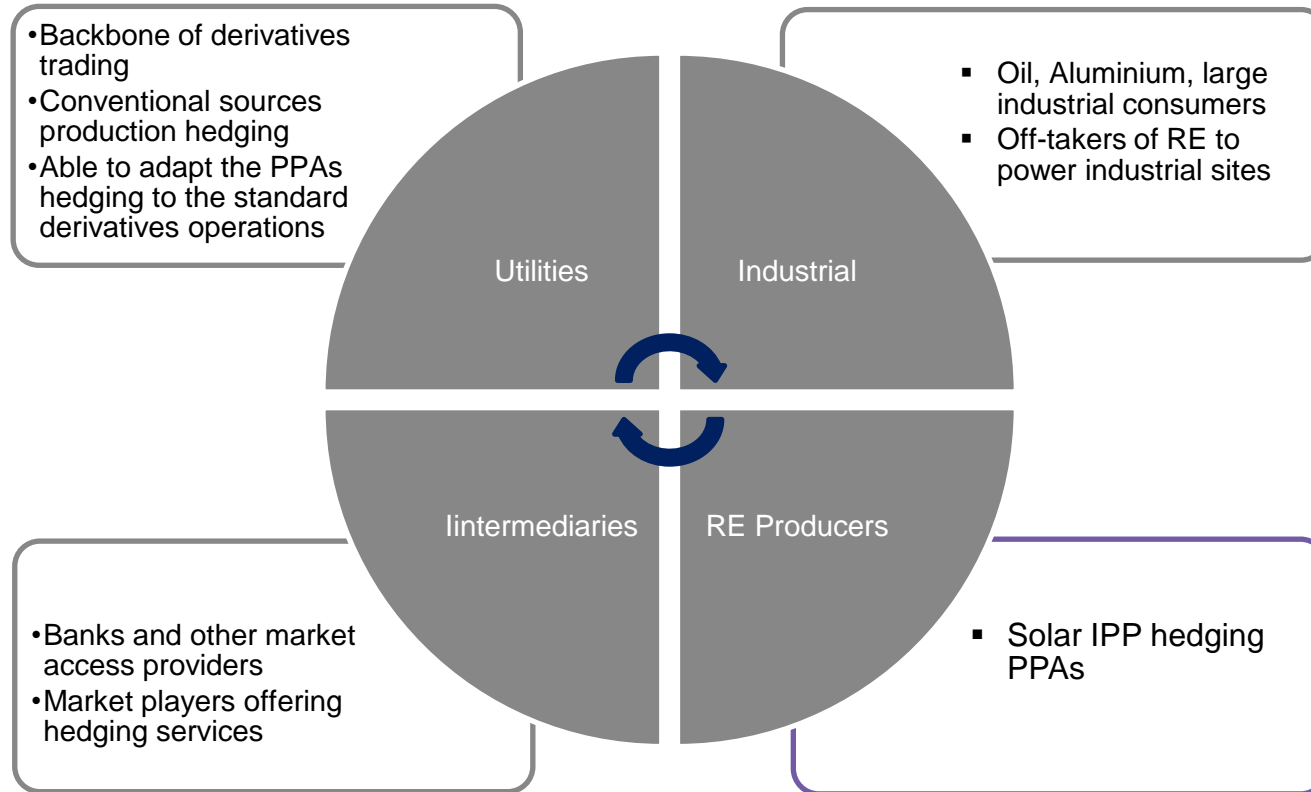 •Backbone of derivatives
trading
•Conventional sources
production hedging
•Able to adapt the PPAs
hedging to the standard
derivatives operations
▪ Oil, Aluminium, large
industrial consumers
▪ Off-takers of RE to
power industrial sites
Utilities
Industrial
Iintermediaries
RE Producers
•Banks and other market
access providers
•Market players offering
hedging services
▪ Solar IPP hedging
PPAs